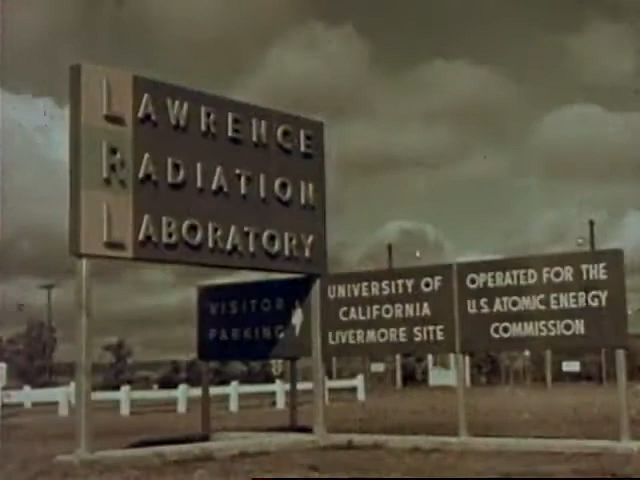 LAWRENCE
RADIATION
LABORATORY
VISITOR
PARKING
UNIVERSITY OF
CALIFORNIA
LIVERMORE SITE
OPERATED FOR THE
U.S. ATOMIC ENERGY
COMMISSION